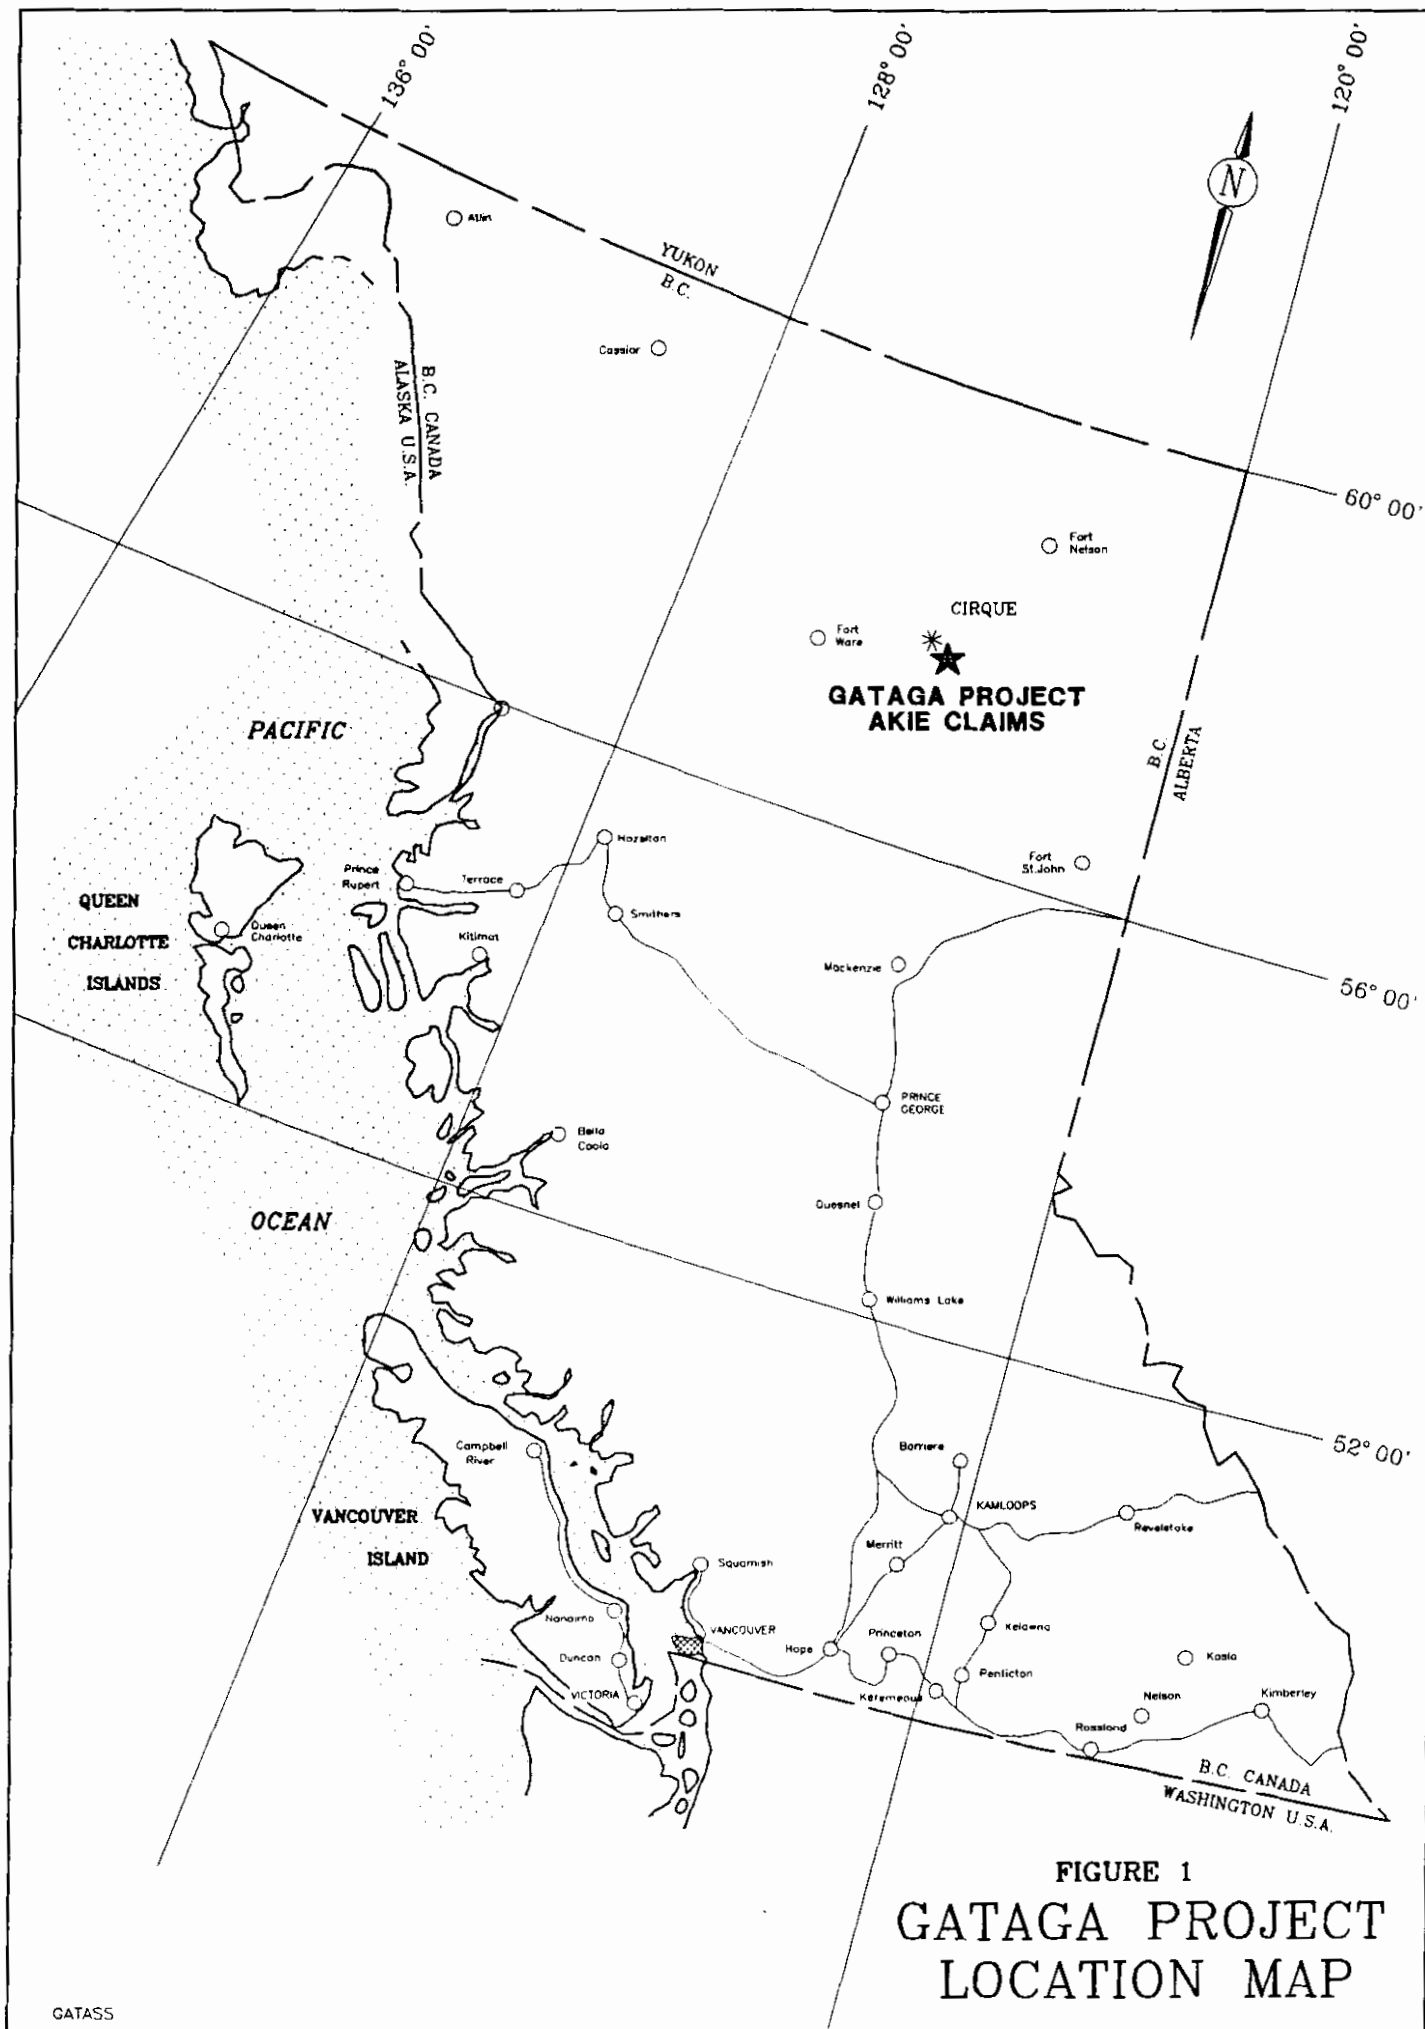 136° 00'
128° 00'
120° 00'
N
Atlin
YUKON
B.C.
Cassiar
B.C. CANADA
ALASKA U.S.A.
60° 00'
Fort
Nelson
CIRQUE
Fort
Ware
GATAGA PROJECT
AKIE CLAIMS
PACIFIC
B.C.
ALBERTA
Hazelton
Prince
Rupert
Terrace
Fort
St.John
QUEEN
CHARLOTTE
ISLANDS
Queen
Charlotte
Smithers
Kitimat
Mackenzie
56° 00'
PRINCE
GEORGE
Bella
Coola
OCEAN
Quesnel
Williams Lake
52° 00'
Campbell
River
Barriere
VANCOUVER
ISLAND
KAMLOOPS
Revelstoke
Merritt
Squamish
Nanaimo
VANCOUVER
Hope
Princeton
Kelowna
Duncan
Kaslo
Penticton
VICTORIA
Keremeous
Nelson
Kimberley
Rossland
B.C. CANADA
WASHINGTON U.S.A.
FIGURE 1
GATAGA PROJECT
LOCATION MAP
GATASS